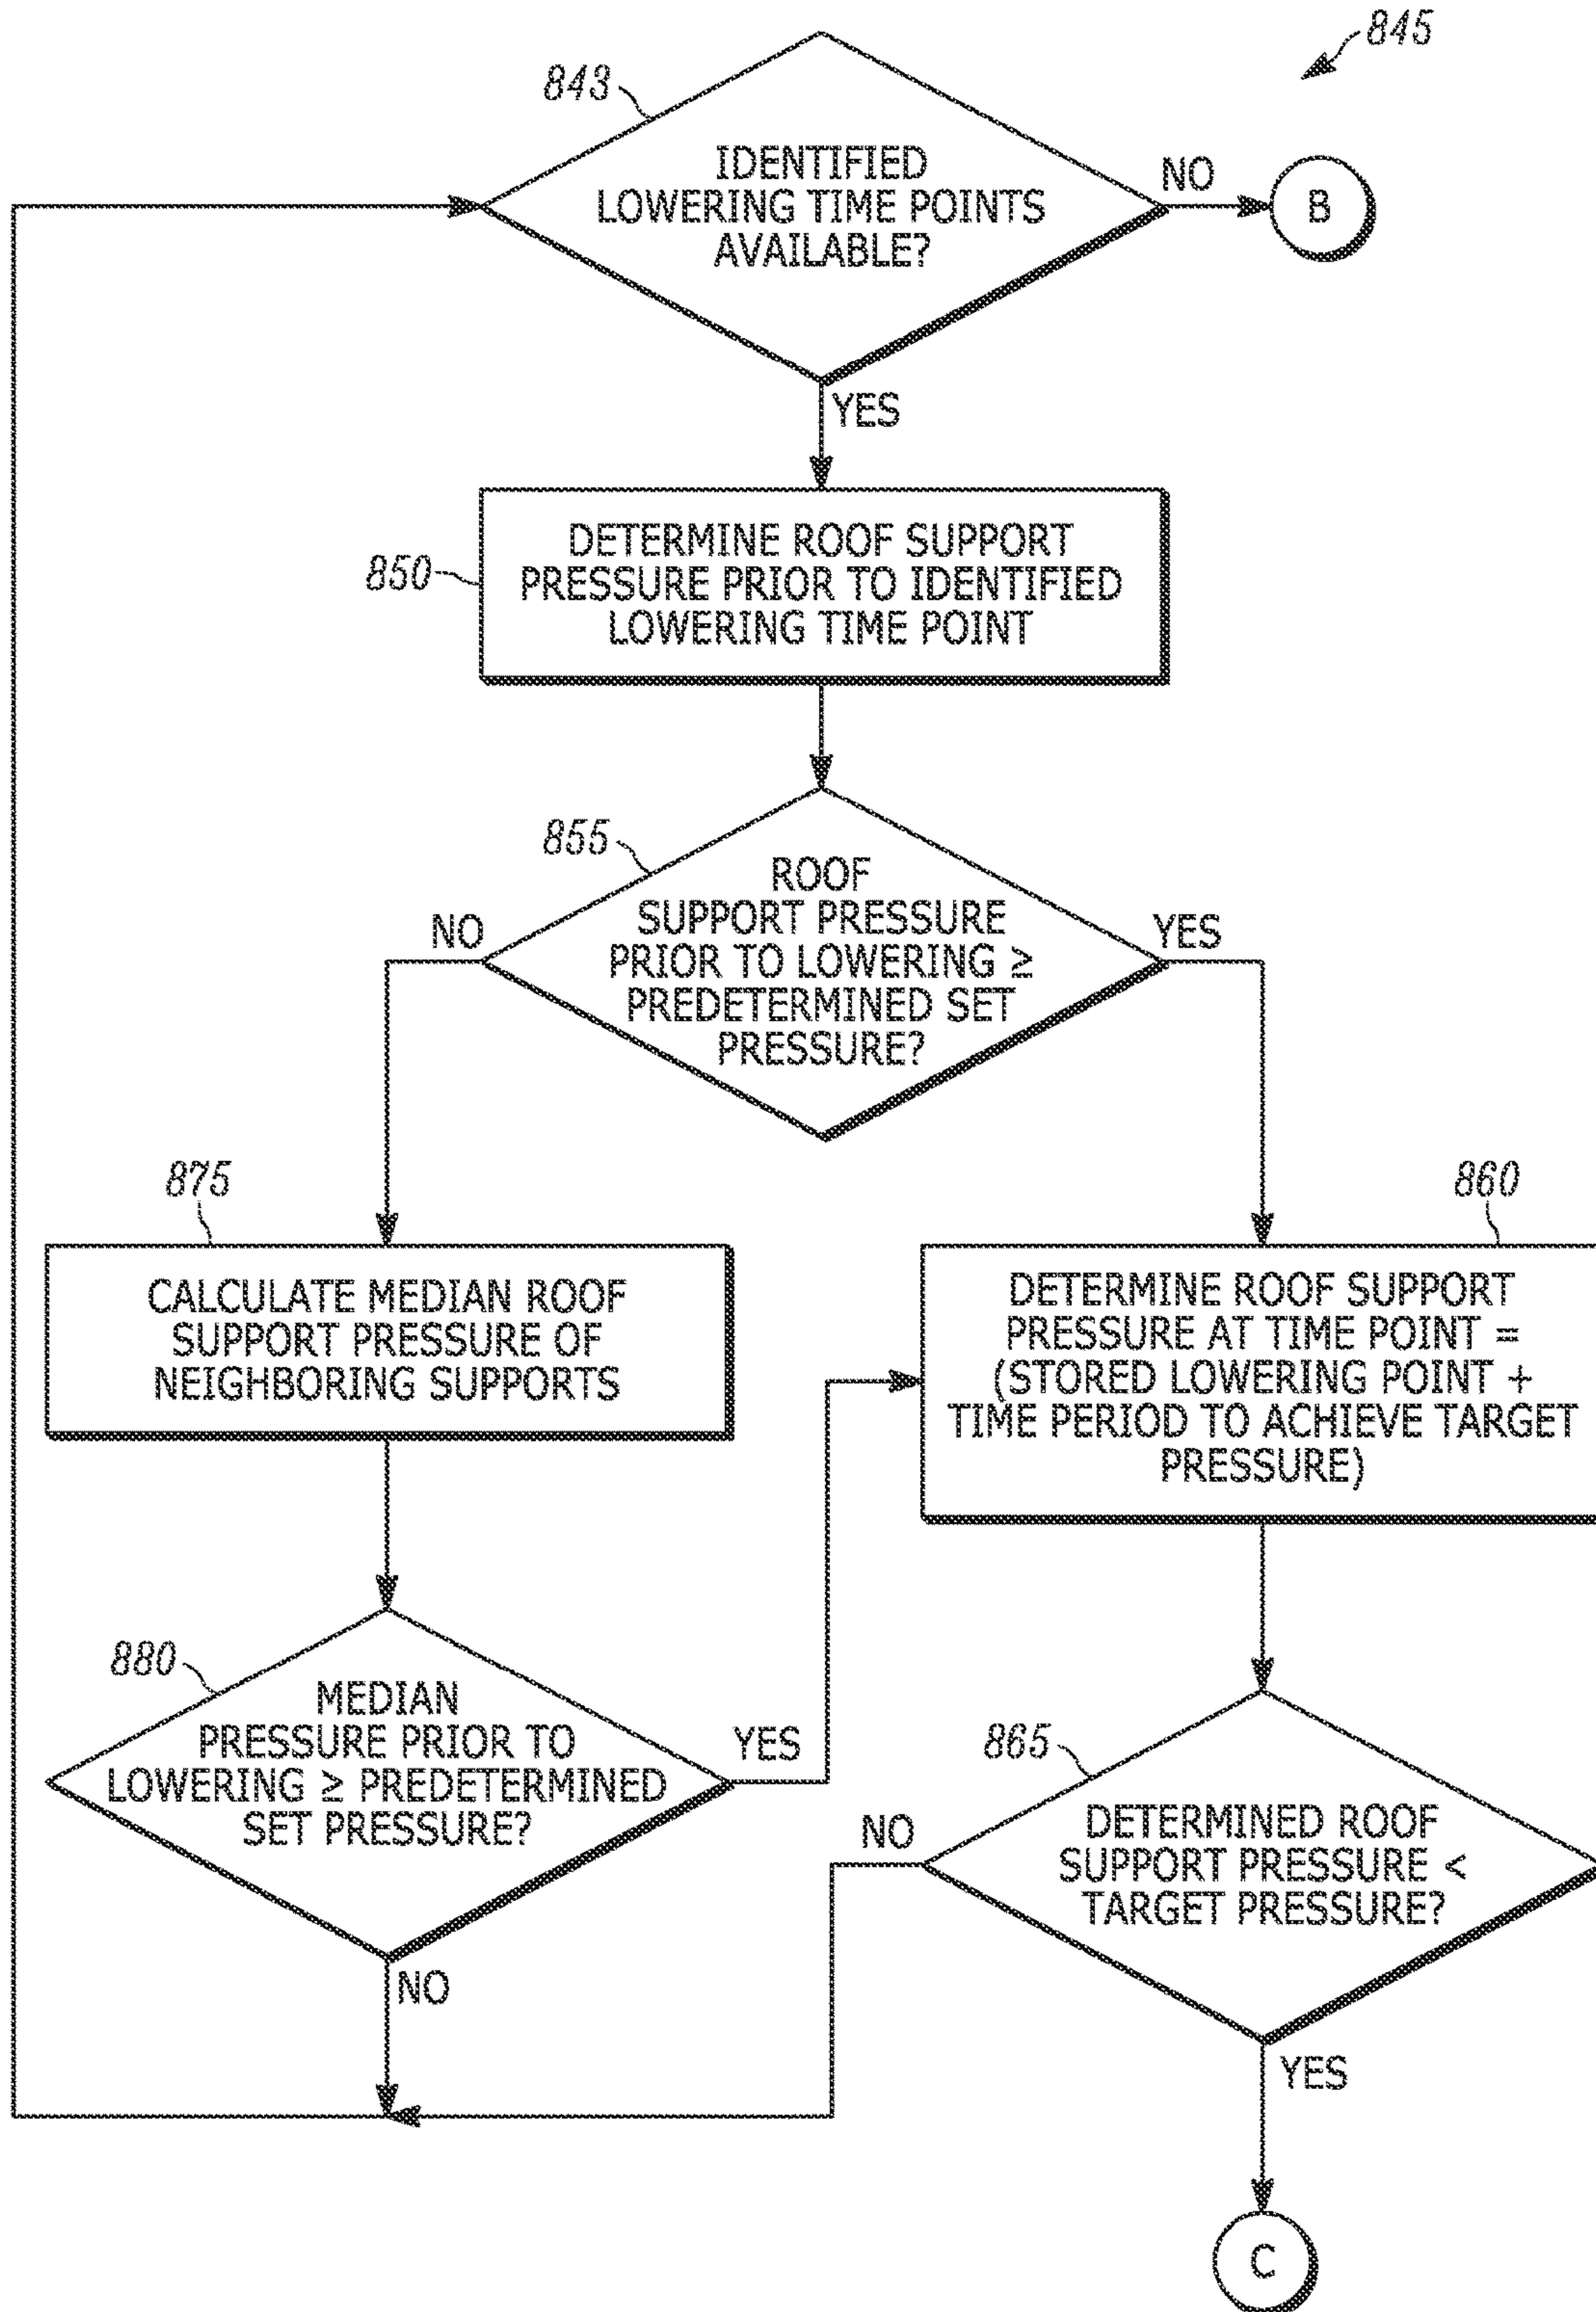 845
843
IDENTIFIED
LOWERING TIME POINTS
AVAILABLE?
NO
B
YES
850
DETERMINE ROOF SUPPORT
PRESSURE PRIOR TO IDENTIFIED
LOWERING TIME POINT
855
ROOF
SUPPORT PRESSURE
PRIOR TO LOWERING ≥
PREDETERMINED SET
PRESSURE?
NO
YES
875
CALCULATE MEDIAN ROOF
SUPPORT PRESSURE OF
NEIGHBORING SUPPORTS
860
DETERMINE ROOF SUPPORT
PRESSURE AT TIME POINT =
(STORED LOWERING POINT +
TIME PERIOD TO ACHIEVE TARGET
PRESSURE)
880
MEDIAN
PRESSURE PRIOR TO
LOWERING ≥ PREDETERMINED
SET PRESSURE?
YES
NO
865
DETERMINED ROOF
SUPPORT PRESSURE <
TARGET PRESSURE?
NO
YES
C